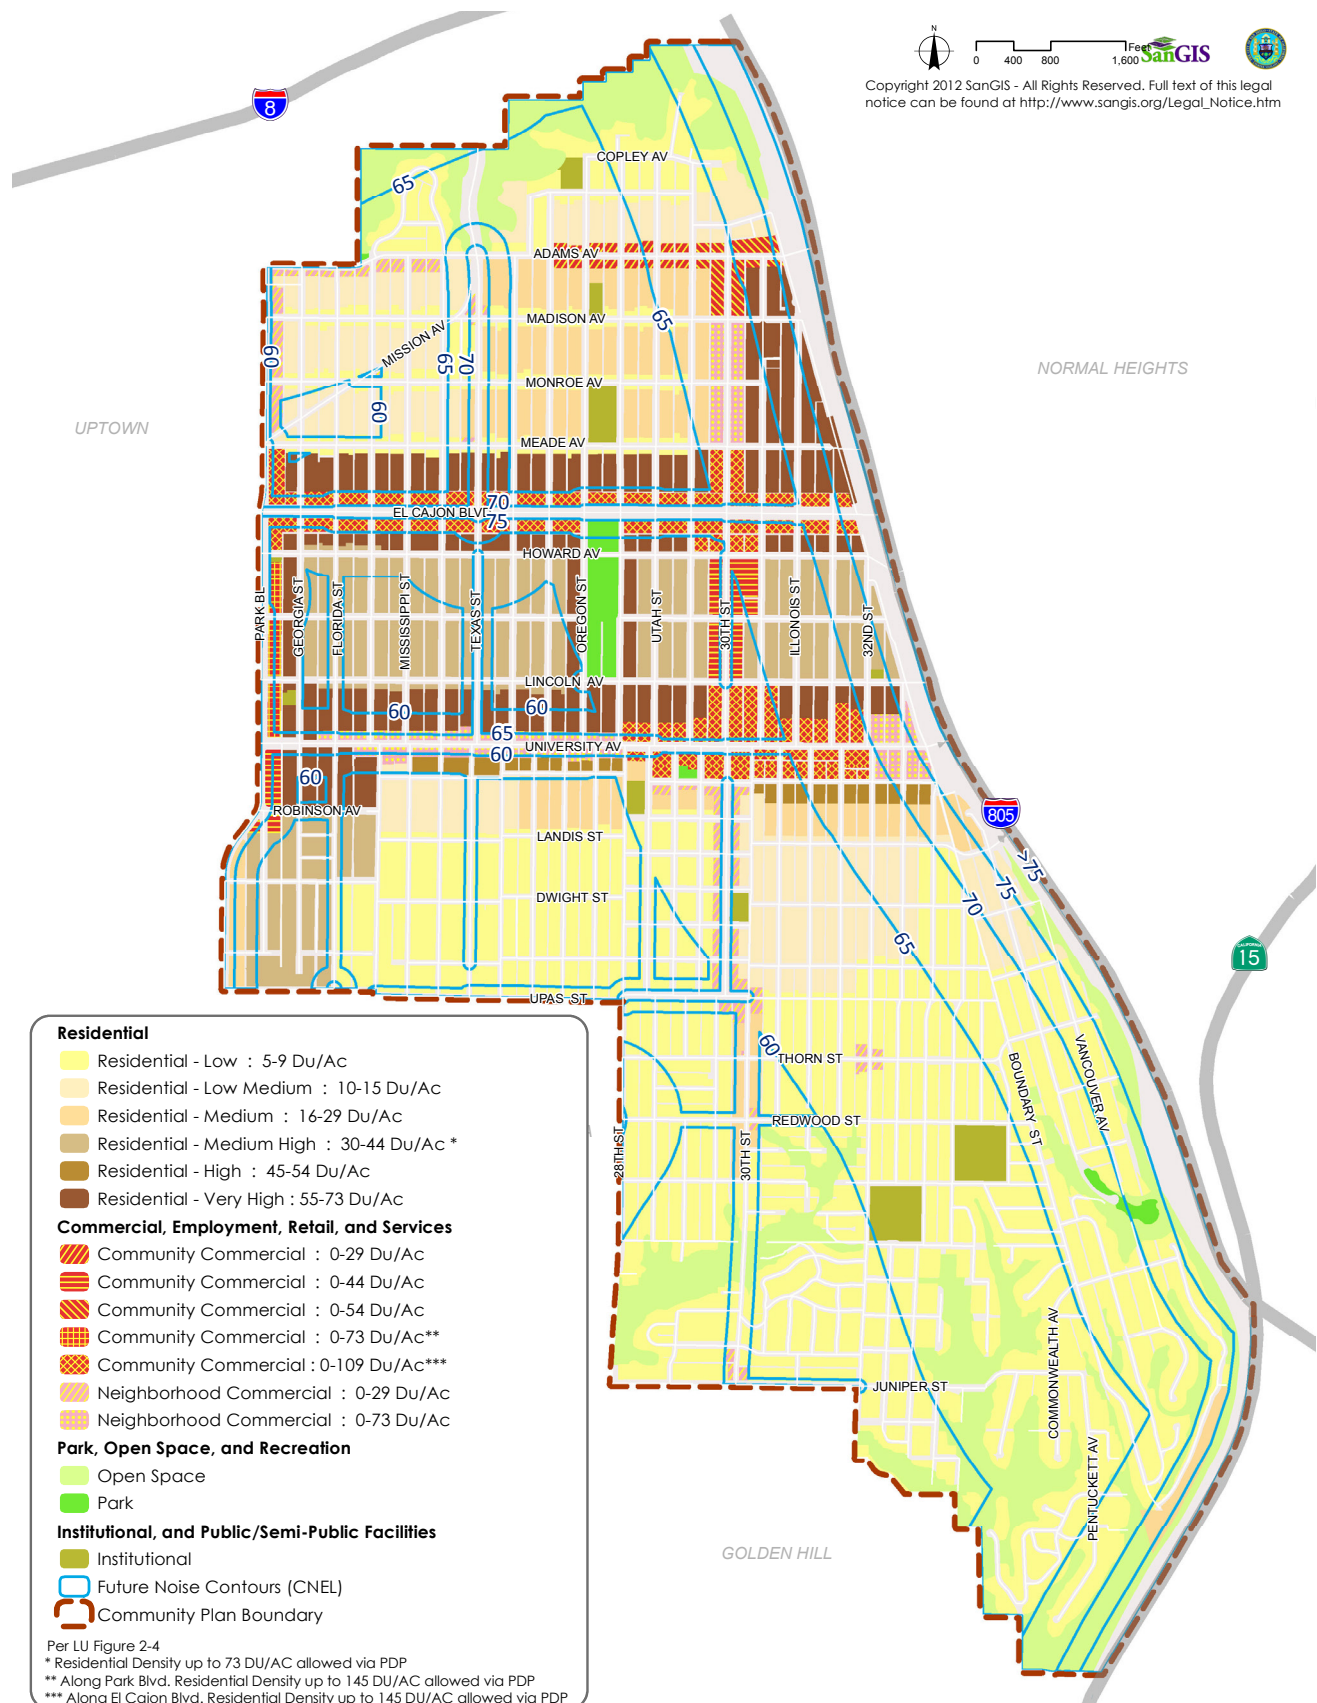 N
0 400 800 1,600
Feet
SanGIS
Copyright 2012 SanGIS - All Rights Reserved. Full text of this legal
notice can be found at http://www.sangis.org/Legal_Notice.htm
8
COPLEY AV
65
ADAMS AV
MADISON AV
65
MISSION AV
60
65
70
NORMAL HEIGHTS
MONROE AV
60
UPTOWN
MEADE AV
70
EL CAJON BLVD
75
HOWARD AV
PARK BL
GEORGIA ST
FLORIDA ST
MISSISSIPPI ST
TEXAS ST
OREGON ST
UTAH ST
30TH ST
ILLONOIS ST
32ND ST
LINCOLN AV
60
60
65
UNIVERSITY AV
60
60
ROBINSON AV
805
LANDIS ST
>75
75
DWIGHT ST
70
65
CALIFORNIA
15
UPAS ST
60
THORN ST
VANCOUVER AV
BOUNDARY ST
REDWOOD ST
28TH ST
30TH ST
JUNIPER ST
COMMONWEALTH AV
PENTUCKETT AV
GOLDEN HILL
Residential
Residential - Low : 5-9 Du/Ac
Residential - Low Medium : 10-15 Du/Ac
Residential - Medium : 16-29 Du/Ac
Residential - Medium High : 30-44 Du/Ac *
Residential - High : 45-54 Du/Ac
Residential - Very High : 55-73 Du/Ac
Commercial, Employment, Retail, and Services
Community Commercial : 0-29 Du/Ac
Community Commercial : 0-44 Du/Ac
Community Commercial : 0-54 Du/Ac
Community Commercial : 0-73 Du/Ac**
Community Commercial : 0-109 Du/Ac***
Neighborhood Commercial : 0-29 Du/Ac
Neighborhood Commercial : 0-73 Du/Ac
Park, Open Space, and Recreation
Open Space
Park
Institutional, and Public/Semi-Public Facilities
Institutional
Future Noise Contours (CNEL)
Community Plan Boundary
Per LU Figure 2-4
* Residential Density up to 73 DU/AC allowed via PDP
** Along Park Blvd. Residential Density up to 145 DU/AC allowed via PDP
*** Along El Cajon Blvd. Residential Density up to 145 DU/AC allowed via PDP